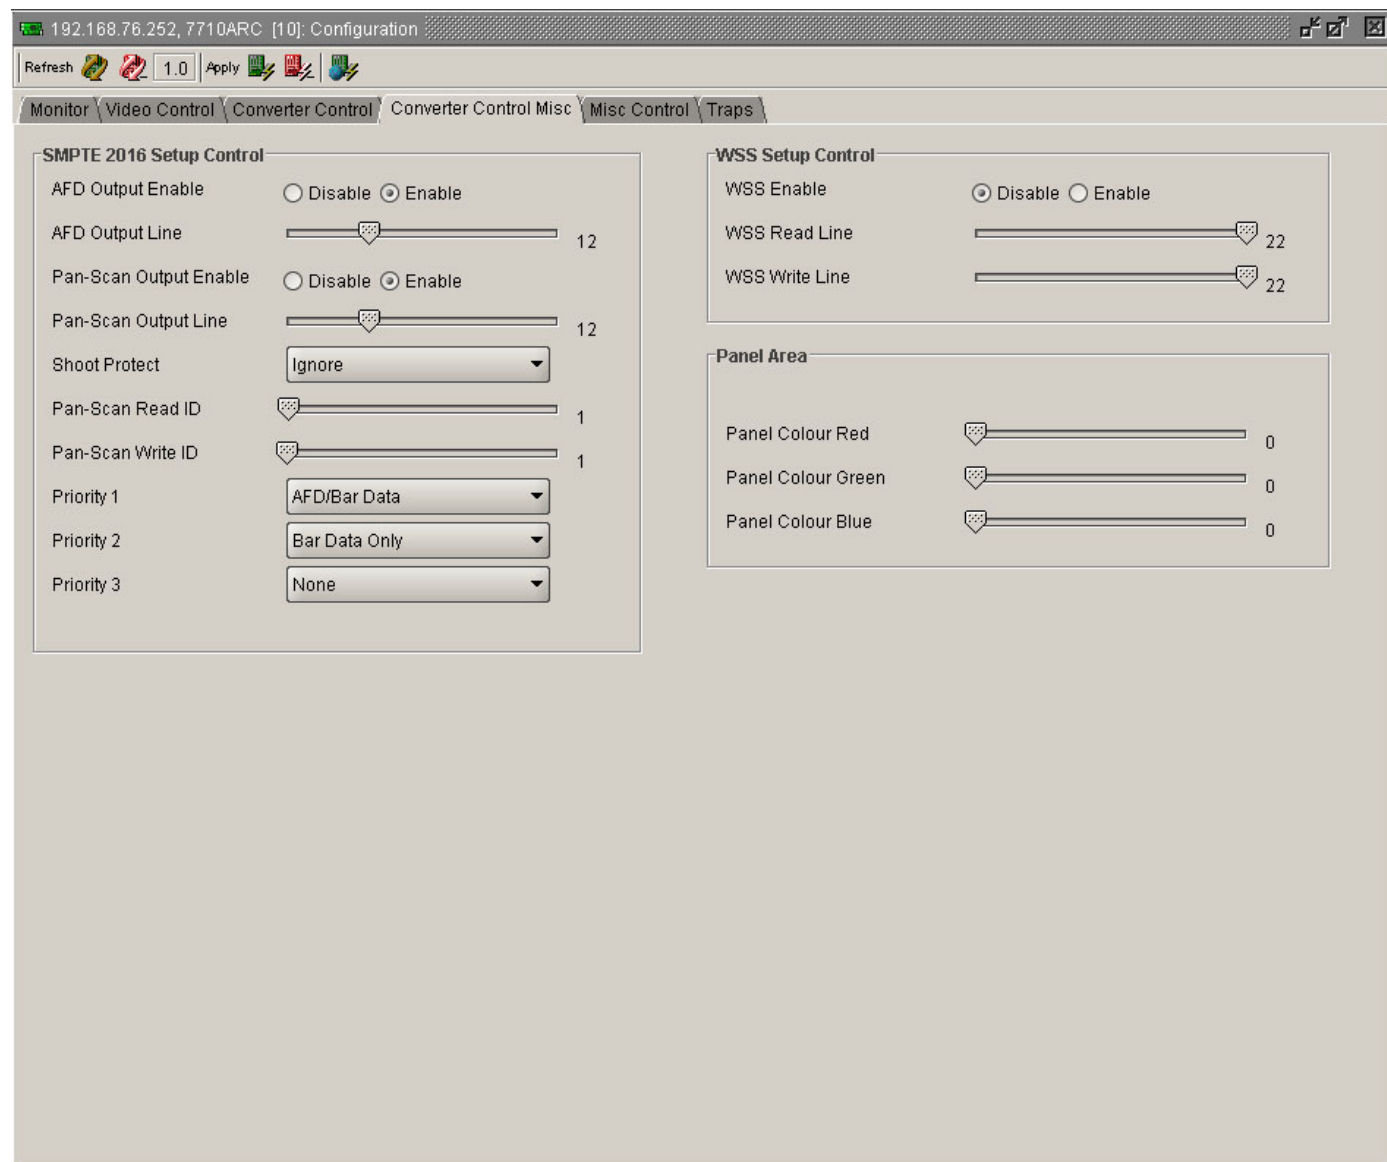 192.168.76.252, 7710ARC [10]: Configuration
Refresh 1.0 Apply
Monitor Video Control Converter Control Converter Control Misc Misc Control Traps
SMPTE 2016 Setup Control
AFD Output Enable Disable Enable
AFD Output Line 12
Pan-Scan Output Enable Disable Enable
Pan-Scan Output Line 12
Shoot Protect Ignore
Pan-Scan Read ID 1
Pan-Scan Write ID 1
Priority 1 AFD/Bar Data
Priority 2 Bar Data Only
Priority 3 None
WSS Setup Control
WSS Enable Disable Enable
WSS Read Line 22
WSS Write Line 22
Panel Area
Panel Colour Red 0
Panel Colour Green 0
Panel Colour Blue 0